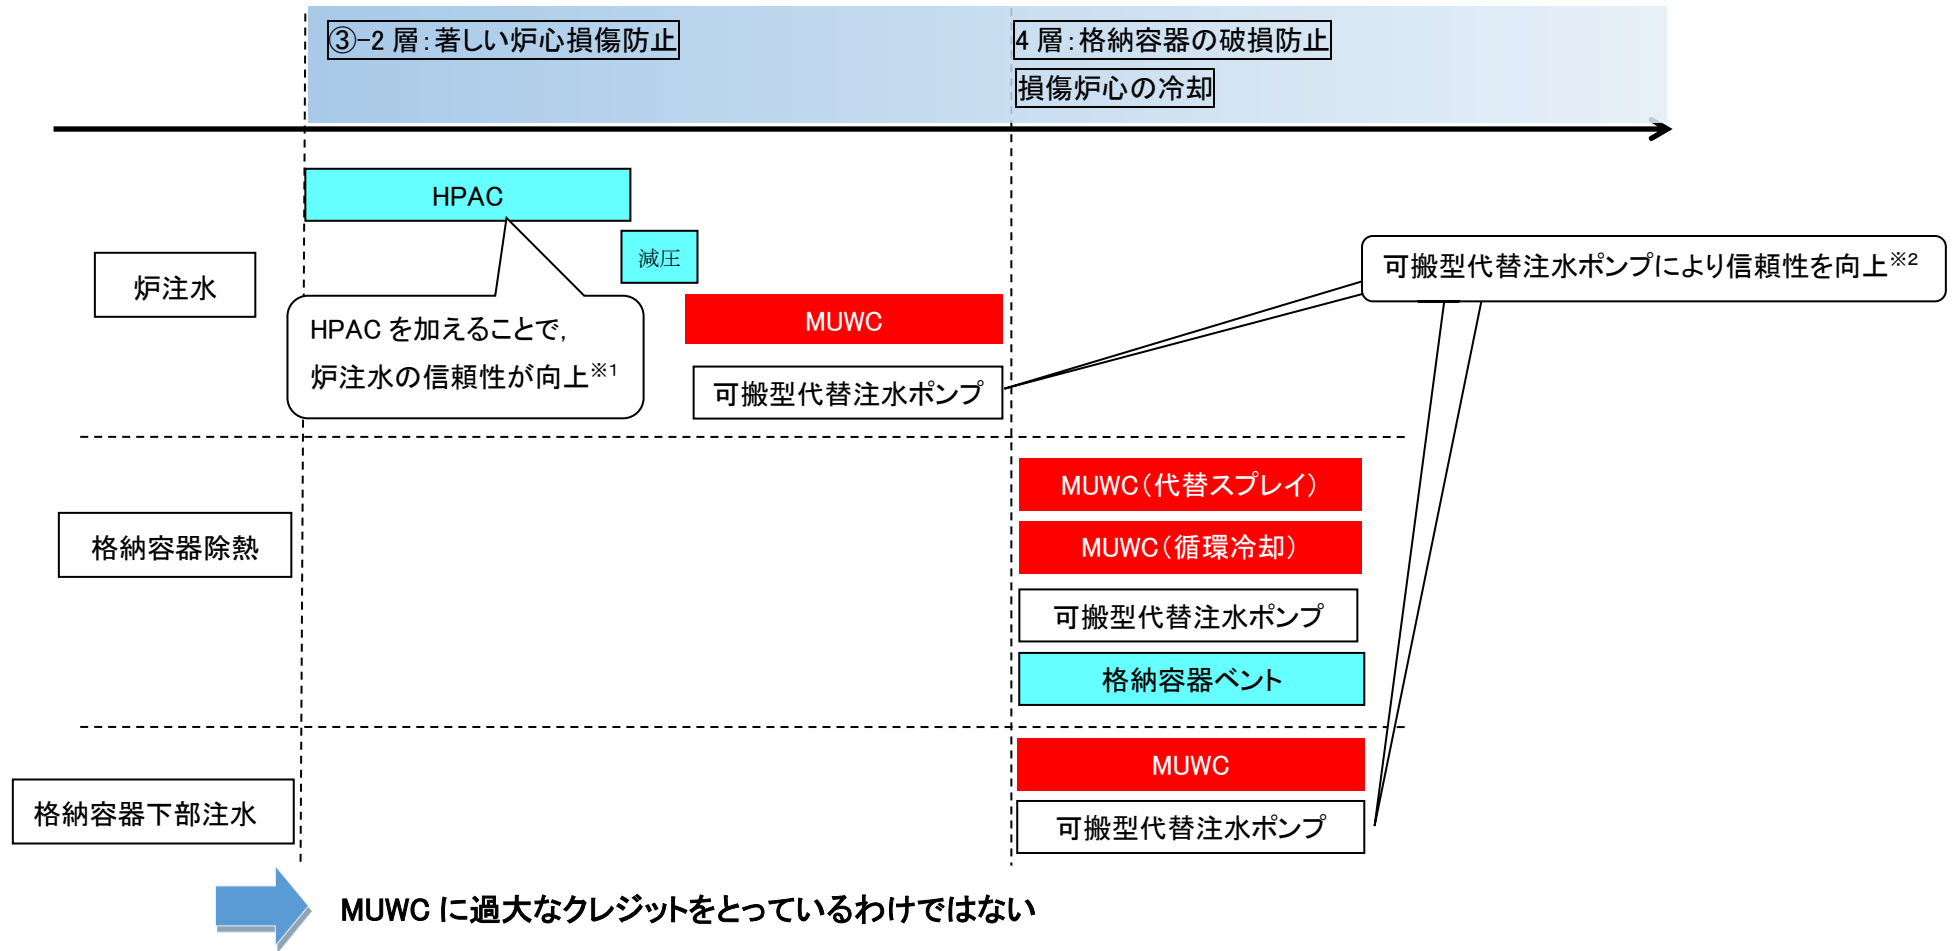 ③-2 層：著しい炉心損傷防止
4 層：格納容器の破損防止
損傷炉心の冷却
HPAC
減圧
炉注水
可搬型代替注水ポンプにより信頼性を向上※2
HPAC を加えることで,
炉注水の信頼性が向上※1
MUWC
可搬型代替注水ポンプ
MUWC（代替スプレイ）
格納容器除熱
MUWC（循環冷却）
可搬型代替注水ポンプ
格納容器ベント
MUWC
格納容器下部注水
可搬型代替注水ポンプ
MUWC に過大なクレジットをとっているわけではない